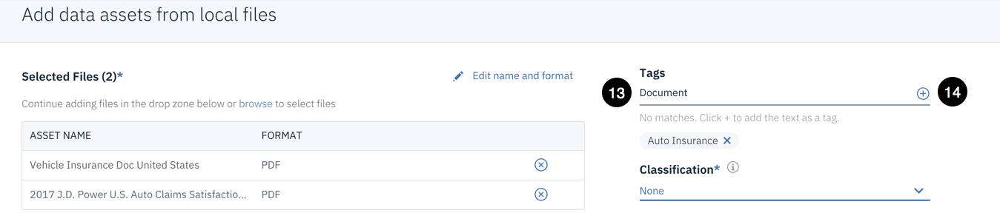 Add data assets from local files
Selected Files (2)*
Edit name and format
Continue adding files in the drop zone below or browse to select files
ASSET NAME FORMAT
Vehicle Insurance Doc United States PDF
2017 J.D. Power U.S. Auto Claims Satisfactio... PDF
Tags
13 Document 14
No matches. Click + to add the text as a tag.
Auto Insurance
Classification*
None